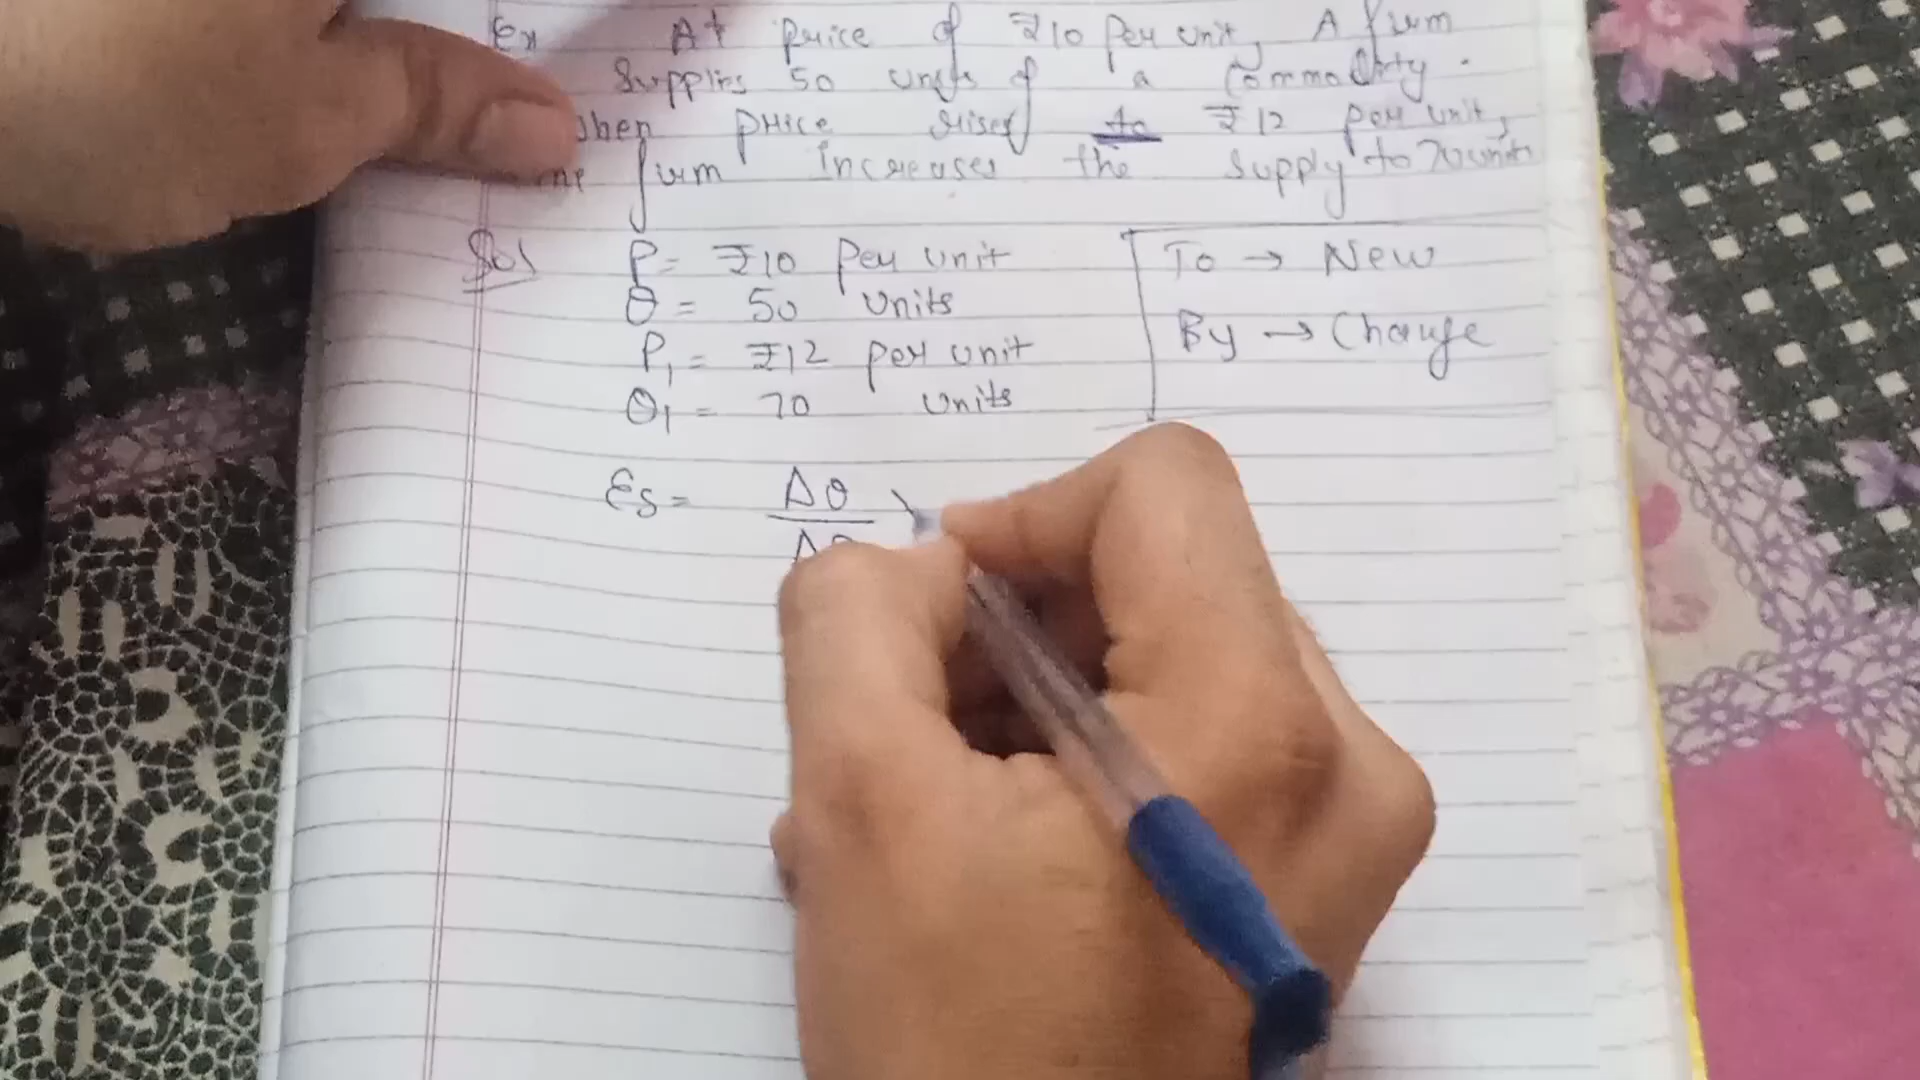 Ex At price of ₹10 per unit, A firm
supplies 50 units of a commodity.
when price rises to ₹12 per unit,
firm increases the supply to 70 units
Sol P = ₹10 per unit
Q = 50 units
P₁ = ₹12 per unit
Q₁ = 70 units
To → New
By → Change
Es = ΔQ